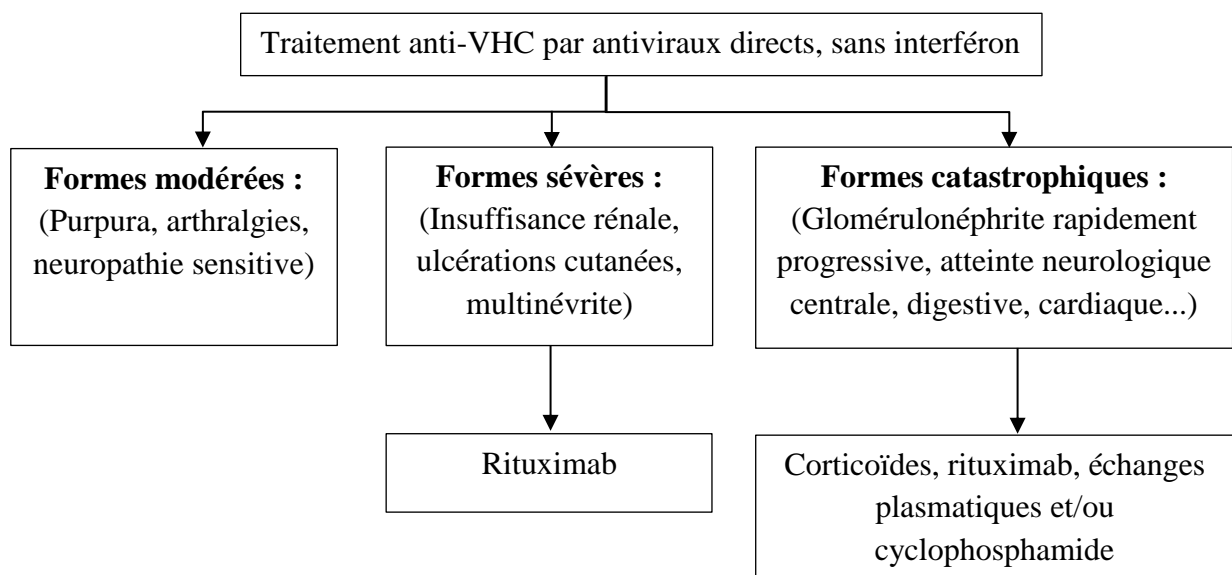 Traitement anti-VHC par antiviraux directs, sans interféron
Formes modérées :
(Purpura, arthralgies,
neuropathie sensitive)
Formes sévères :
(Insuffisance rénale,
ulcérations cutanées,
multinévrite)
Formes catastrophiques :
(Glomérulonéphrite rapidement
progressive, atteinte neurologique
centrale, digestive, cardiaque...)
Rituximab
Corticoïdes, rituximab, échanges
plasmatiques et/ou
cyclophosphamide